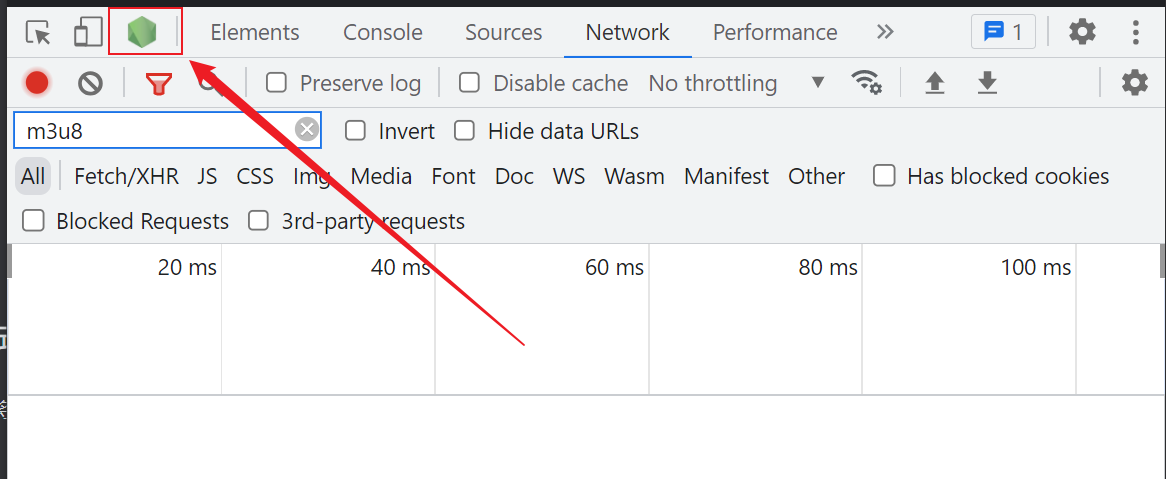 Elements Console Sources Network Performance 1
Preserve log Disable cache No throttling
m3u8 Invert Hide data URLs
All Fetch/XHR JS CSS Img Media Font Doc WS Wasm Manifest Other Has blocked cookies
Blocked Requests 3rd-party requests
20 ms 40 ms 60 ms 80 ms 100 ms